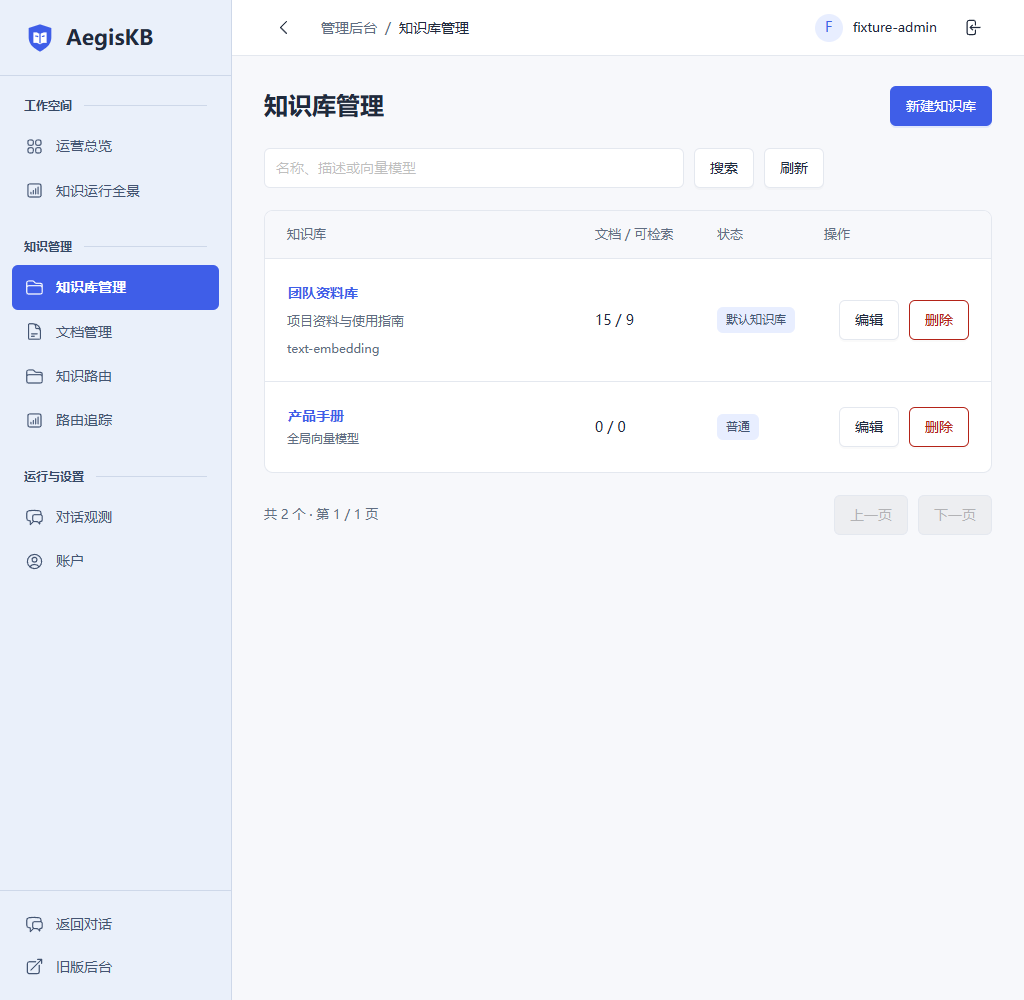 AegisKB
工作空间
运营总览
知识运行全景
知识管理
知识库管理
文档管理
知识路由
路由追踪
运行与设置
对话观测
账户
返回对话
旧版后台
管理后台 / 知识库管理
F fixture-admin
知识库管理
新建知识库
名称、描述或向量模型 搜索 刷新
知识库 文档 / 可检索 状态 操作
团队资料库
项目资料与使用指南
text-embedding
15 / 9 默认知识库 编辑 删除
产品手册
全局向量模型
0 / 0 普通 编辑 删除
共 2 个 · 第 1 / 1 页 上一页 下一页